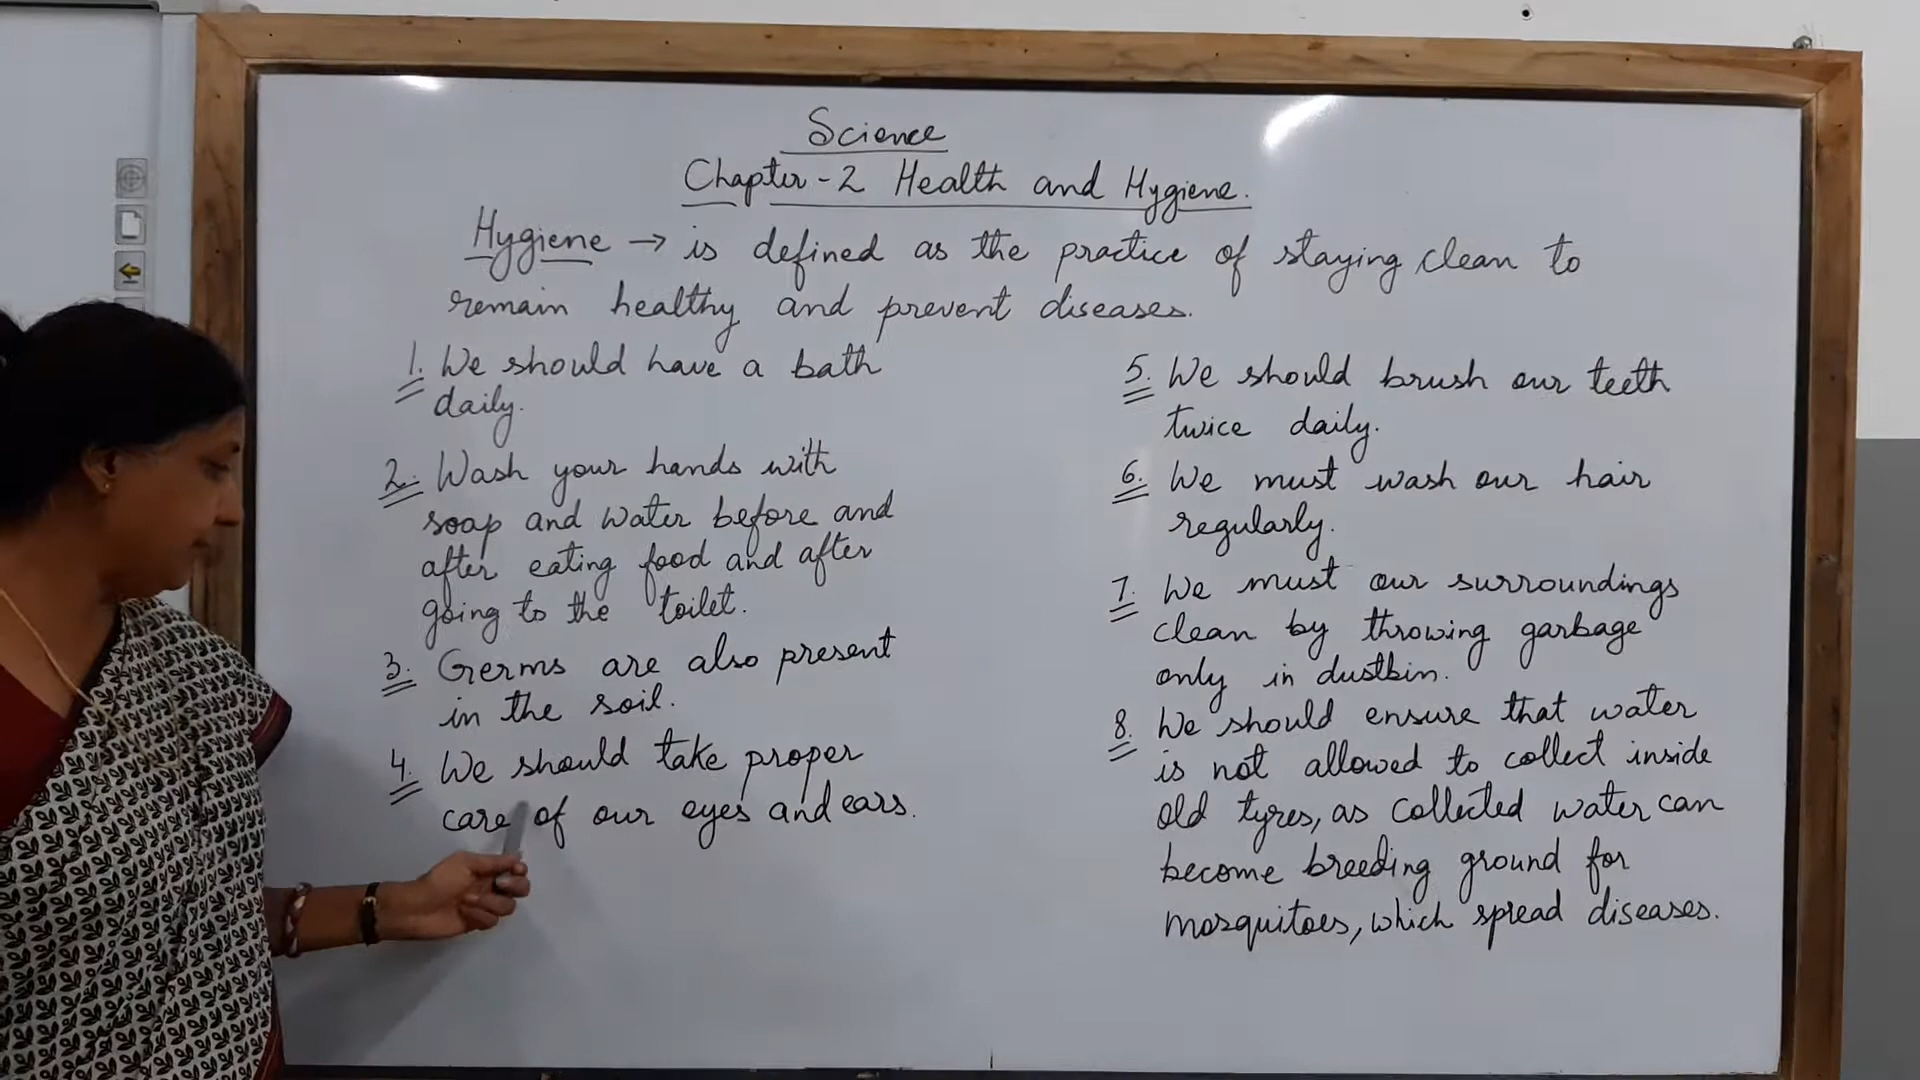 Science
Chapter-2 Health and Hygiene.
Hygiene → is defined as the practice of staying clean to
remain healthy and prevent diseases.
1. We should have a bath
daily.
2. Wash your hands with
soap and water before and
after eating food and after
going to the toilet.
3. Germs are also present
in the soil.
4. We should take proper
care of our eyes and ears.
5. We should brush our teeth
twice daily.
6. We must wash our hair
regularly.
7. We must our surroundings
clean by throwing garbage
only in dustbin.
8. We should ensure that water
is not allowed to collect inside
old tyres, as collected water can
become breeding ground for
mosquitoes, which spread diseases.